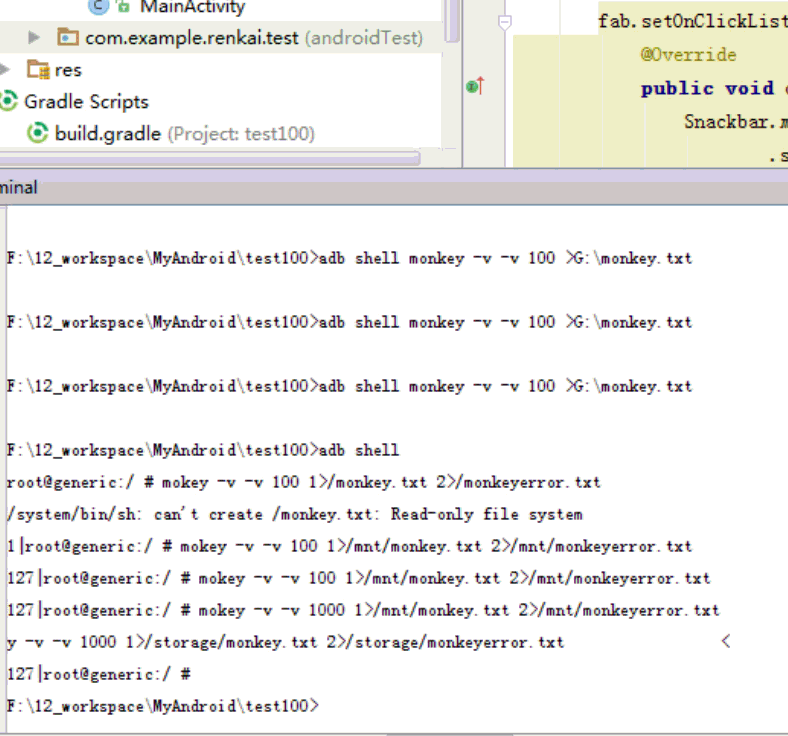 MainActivity
com.example.renkai.test (androidTest)
res
Gradle Scripts
build.gradle (Project: test100)
fab.setOnClickList
@Override
public void
Snackbar.
.s
minal
F:\12_workspace\MyAndroid\test100>adb shell monkey -v -v 100 >G:\monkey.txt
F:\12_workspace\MyAndroid\test100>adb shell monkey -v -v 100 >G:\monkey.txt
F:\12_workspace\MyAndroid\test100>adb shell monkey -v -v 100 >G:\monkey.txt
F:\12_workspace\MyAndroid\test100>adb shell
root@generic:/ # mokey -v -v 100 1>/monkey.txt 2>/monkeyerror.txt
/system/bin/sh: can't create /monkey.txt: Read-only file system
1|root@generic:/ # mokey -v -v 100 1>/mnt/monkey.txt 2>/mnt/monkeyerror.txt
127|root@generic:/ # mokey -v -v 100 1>/mnt/monkey.txt 2>/mnt/monkeyerror.txt
127|root@generic:/ # mokey -v -v 1000 1>/mnt/monkey.txt 2>/mnt/monkeyerror.txt
y -v -v 1000 1>/storage/monkey.txt 2>/storage/monkeyerror.txt <
127|root@generic:/ #
F:\12_workspace\MyAndroid\test100>